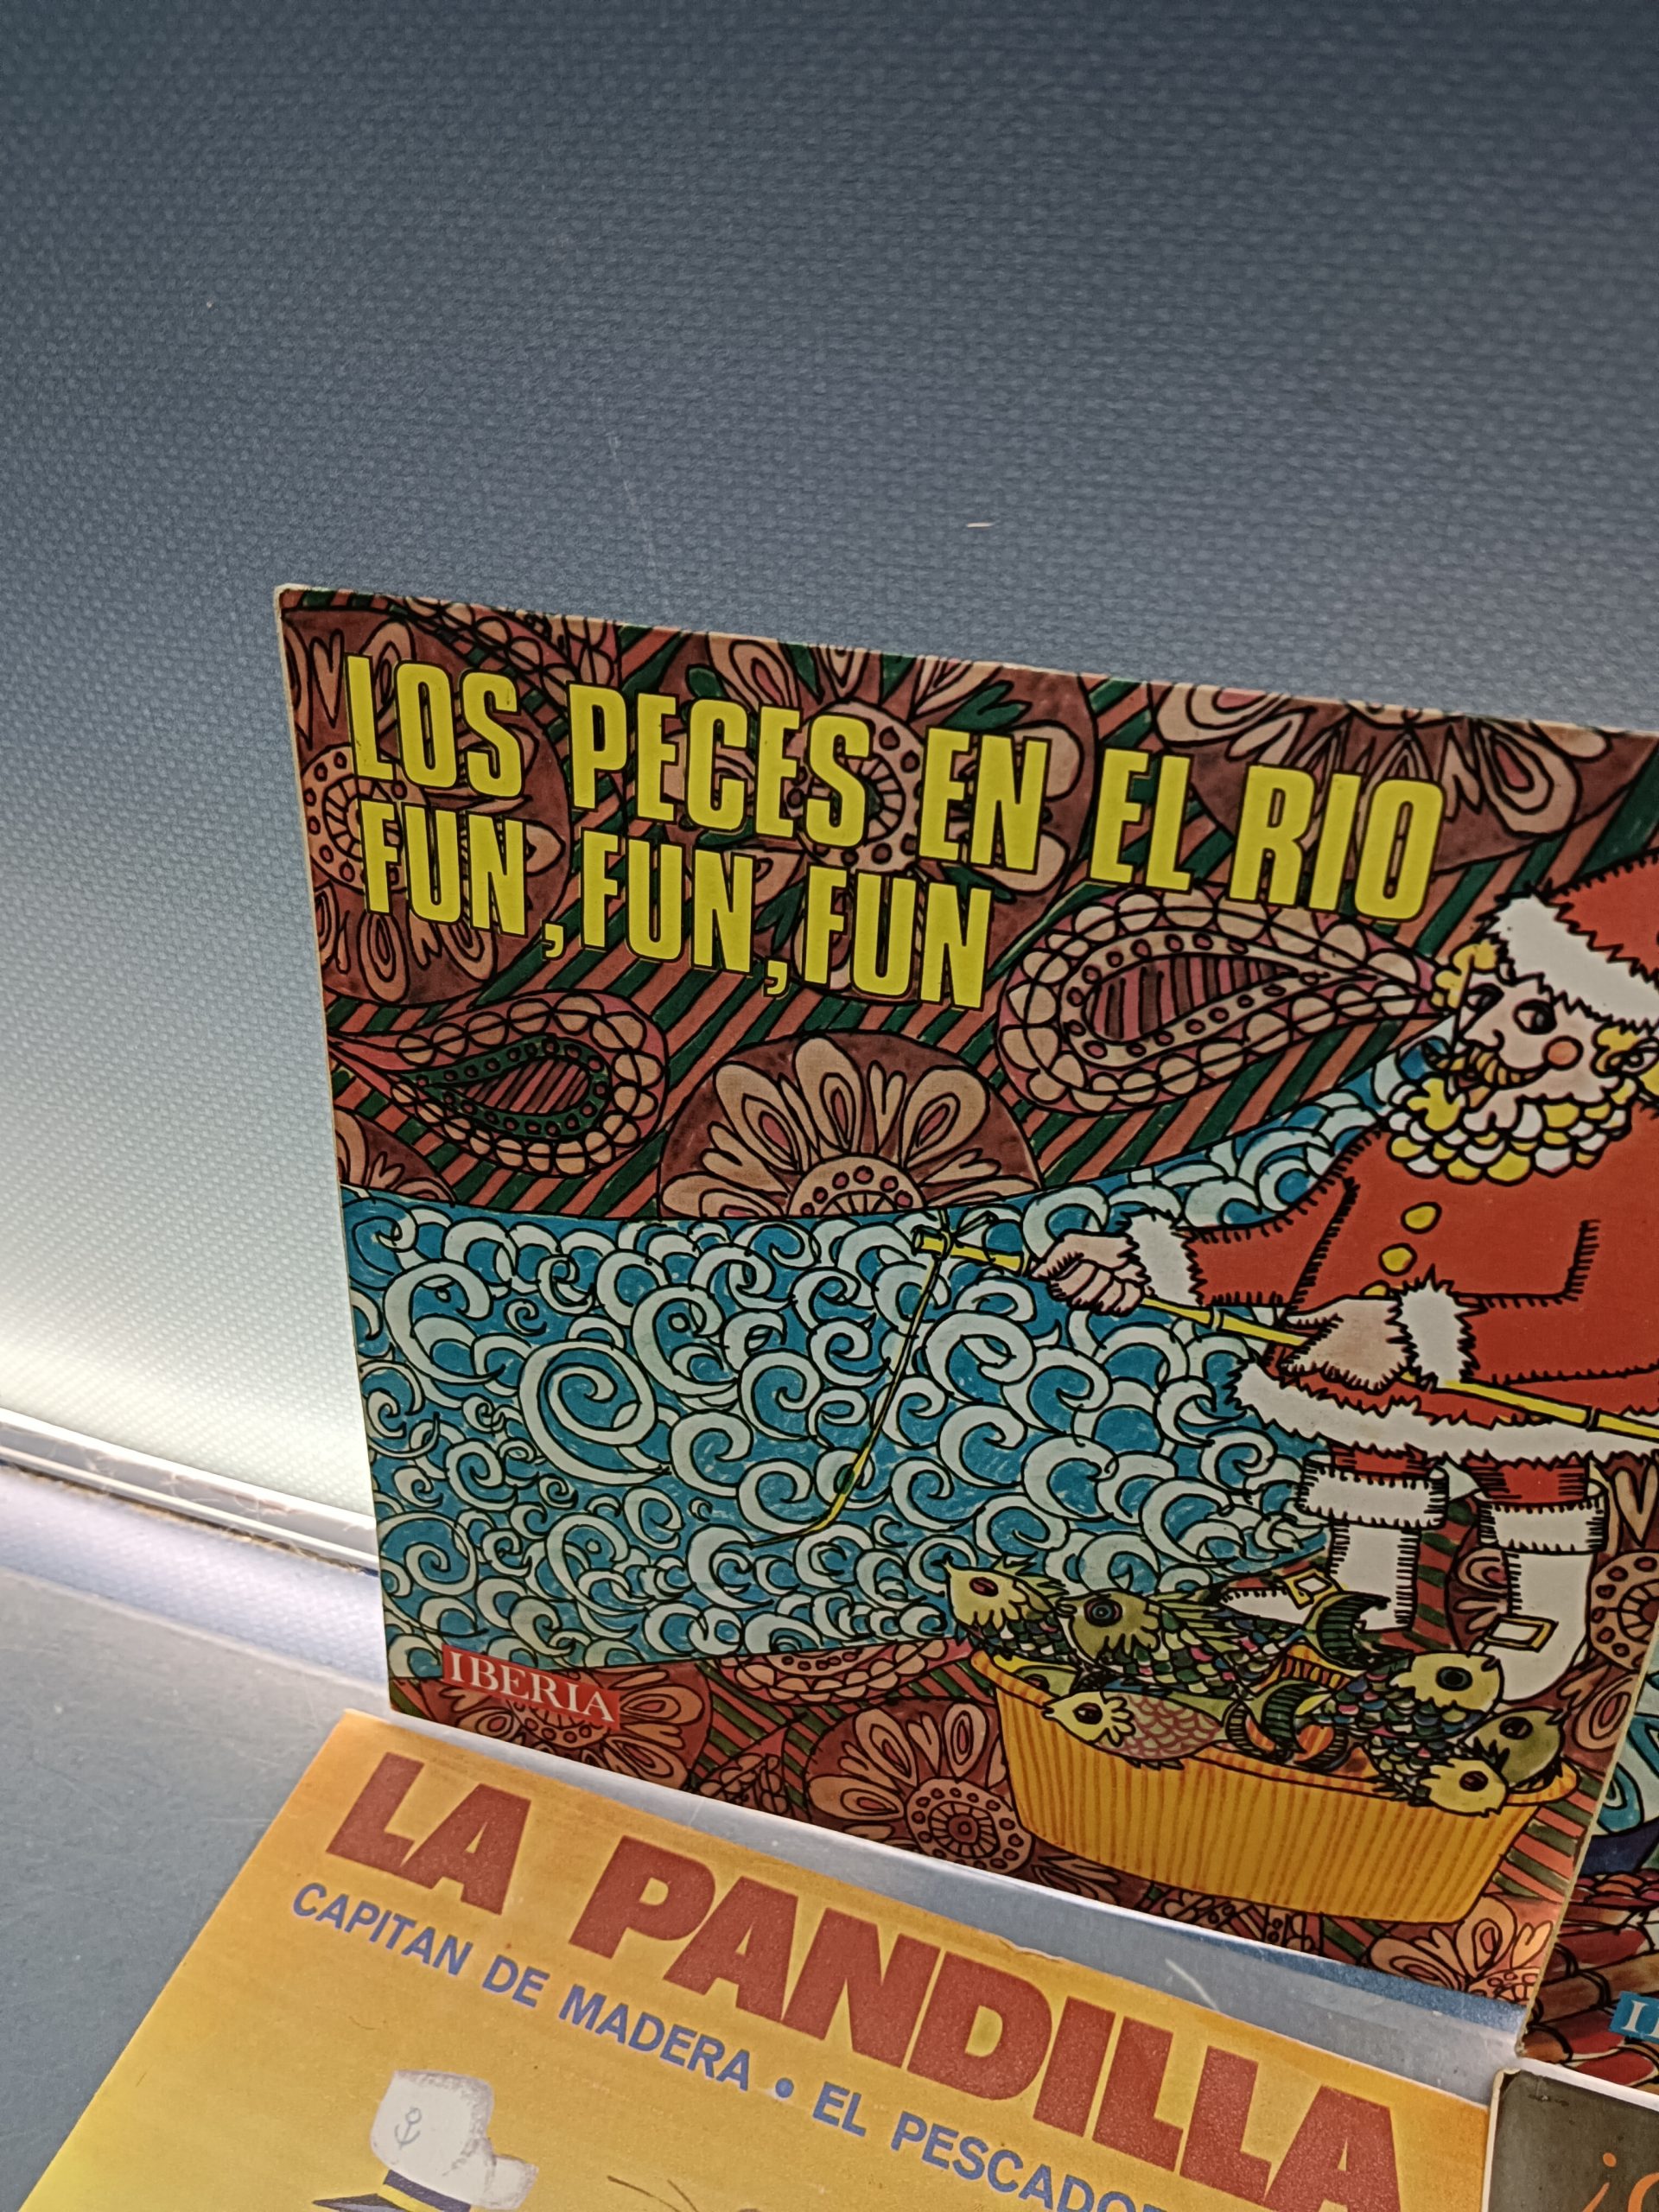 LOS PECES EN EL RIO
FUN, FUN, FUN
IBERIA
LA PANDILLA
CAPITAN DE MADERA • EL PESCADOR